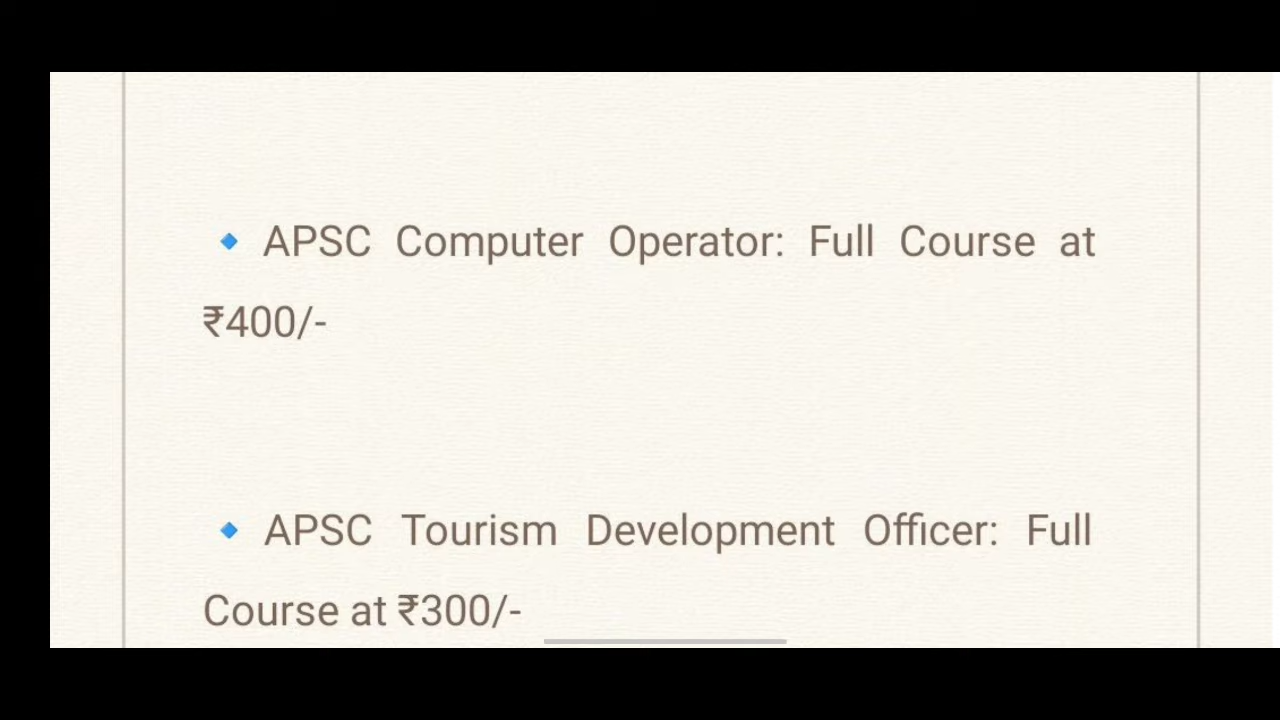 🔹 APSC Computer Operator: Full Course at
₹400/-
🔹 APSC Tourism Development Officer: Full
Course at ₹300/-